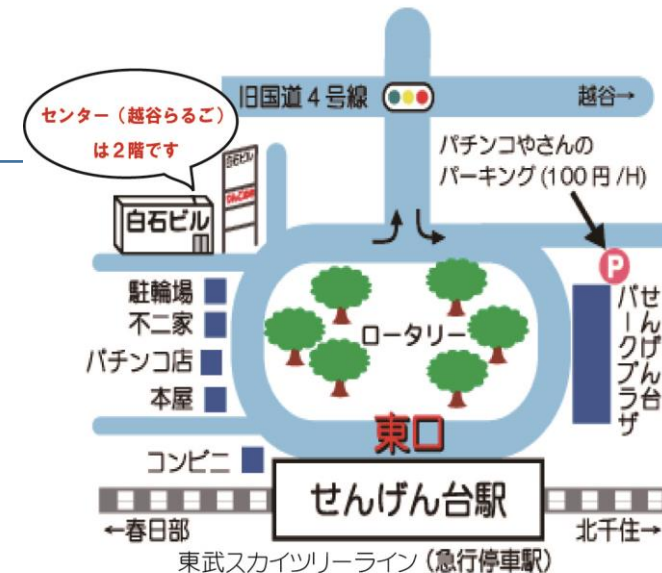 センター（越谷らるご）
は２階です
旧国道４号線
越谷→
パチンコやさんの
パーキング(100円/H)
白石ビル
白石ビル
P
駐輪場
不二家
パチンコ店
本屋
コンビニ
ロータリー
せんげん台
パークプラザ
東口
せんげん台駅
←春日部
北千住→
東武スカイツリーライン(急行停車駅)